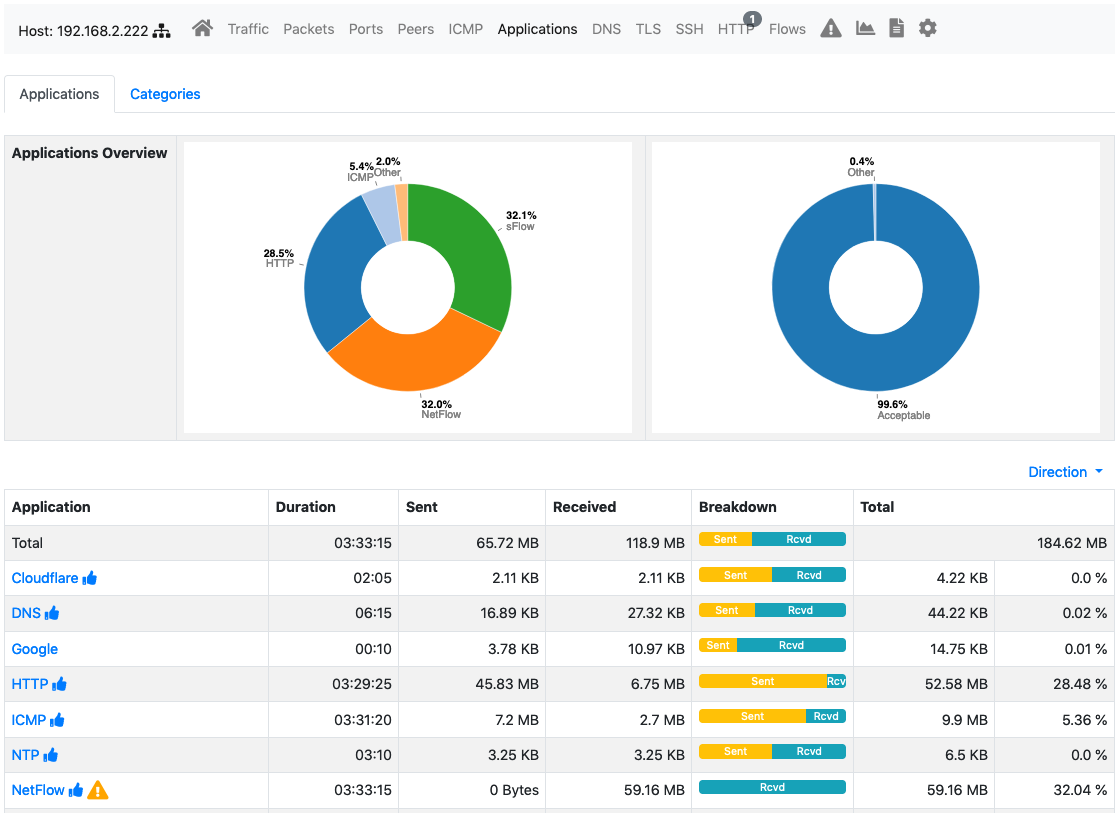 Host: 192.168.2.222 Traffic Packets Ports Peers ICMP Applications DNS TLS SSH HTTP 1 Flows
Applications Categories
Applications Overview
5.4% ICMP
2.0% Other
32.1% sFlow
28.5% HTTP
32.0% NetFlow
0.4% Other
99.6% Acceptable
Direction
Application Duration Sent Received Breakdown Total
Total 03:33:15 65.72 MB 118.9 MB Sent Rcvd 184.62 MB
Cloudflare 02:05 2.11 KB 2.11 KB Sent Rcvd 4.22 KB 0.0 %
DNS 06:15 16.89 KB 27.32 KB Sent Rcvd 44.22 KB 0.02 %
Google 00:10 3.78 KB 10.97 KB Sent Rcvd 14.75 KB 0.01 %
HTTP 03:29:25 45.83 MB 6.75 MB Sent Rcv 52.58 MB 28.48 %
ICMP 03:31:20 7.2 MB 2.7 MB Sent Rcvd 9.9 MB 5.36 %
NTP 03:10 3.25 KB 3.25 KB Sent Rcvd 6.5 KB 0.0 %
NetFlow 03:33:15 0 Bytes 59.16 MB Rcvd 59.16 MB 32.04 %